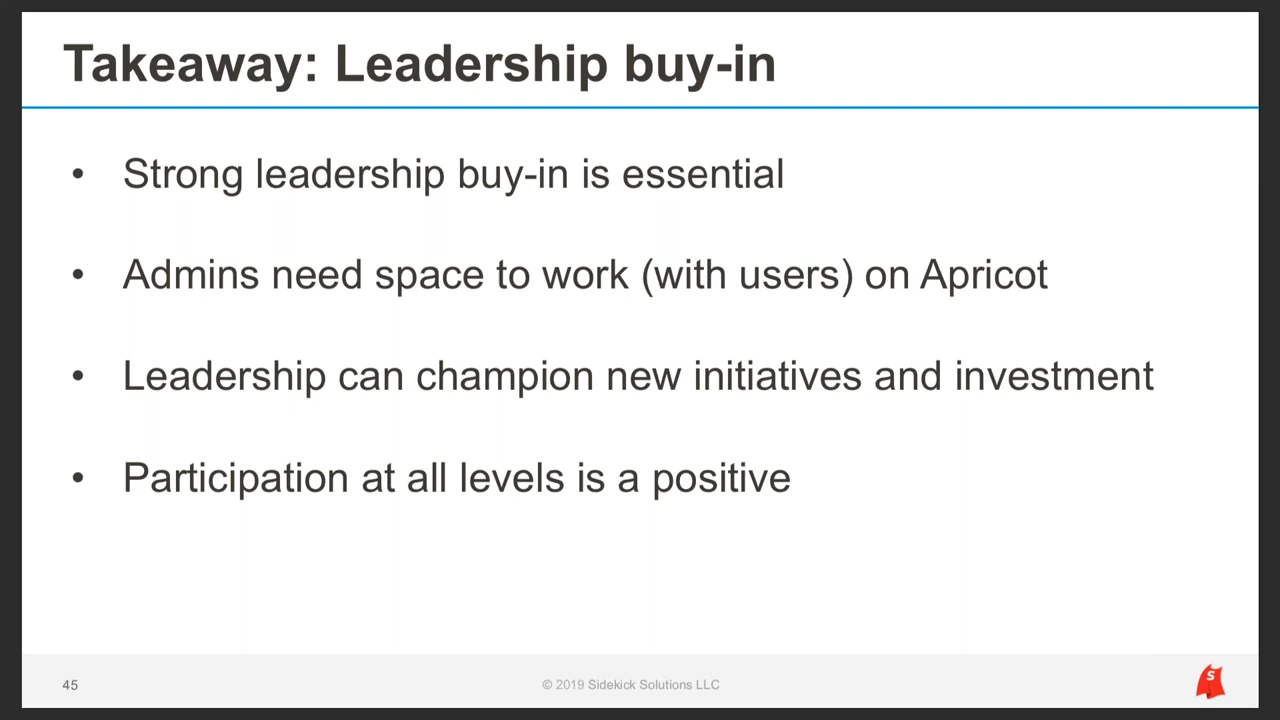 Takeaway: Leadership buy-in
• Strong leadership buy-in is essential
• Admins need space to work (with users) on Apricot
• Leadership can champion new initiatives and investment
• Participation at all levels is a positive
45
© 2019 Sidekick Solutions LLC
S